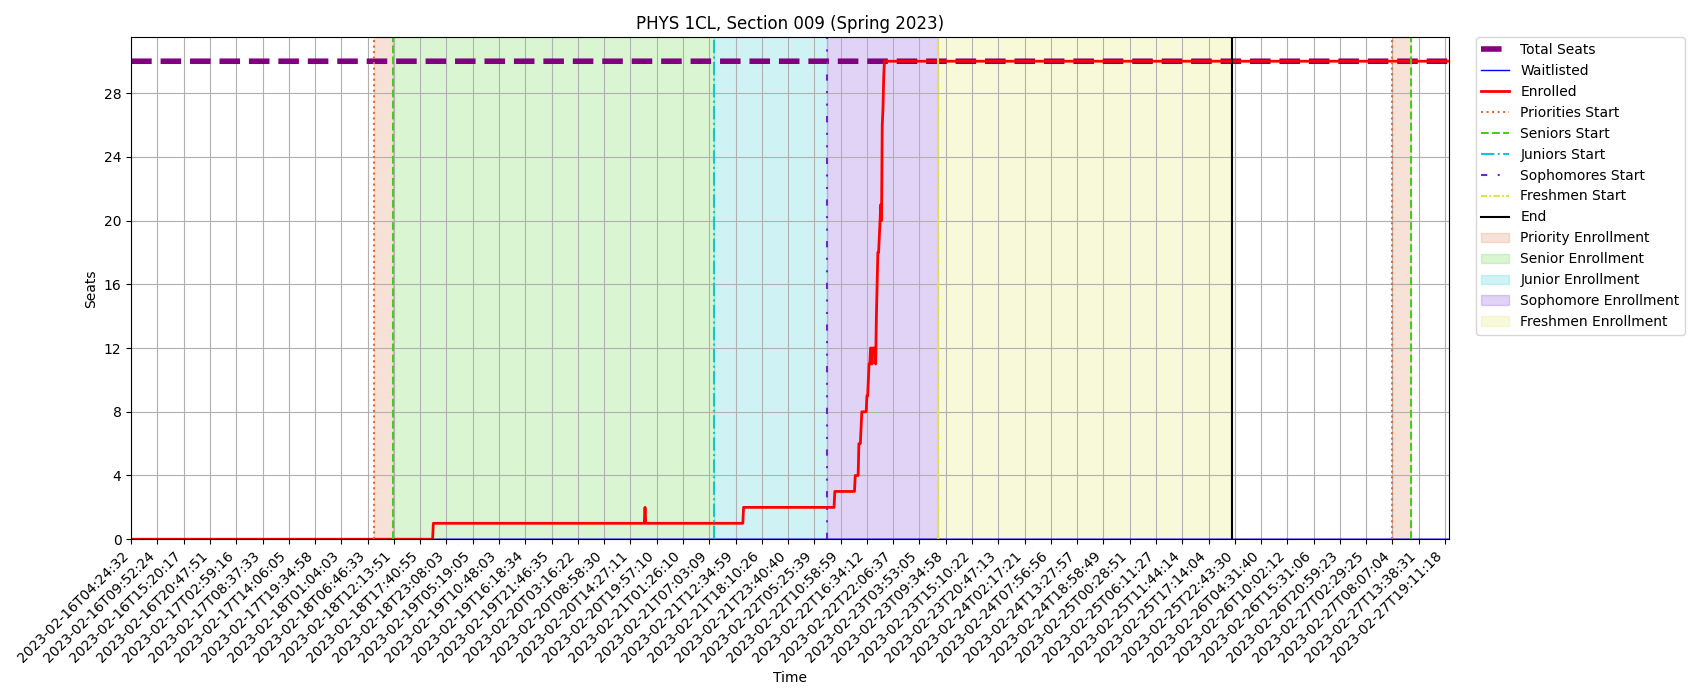 PHYS 1CL, Section 009 (Spring 2023)
Total Seats
Waitlisted
Enrolled
Priorities Start
Seniors Start
Juniors Start
Sophomores Start
Freshmen Start
End
Priority Enrollment
Senior Enrollment
Junior Enrollment
Sophomore Enrollment
Freshmen Enrollment
Seats
28
24
20
16
12
8
4
0
2023-02-16T04:24:32
2023-02-16T09:52:24
2023-02-16T15:20:17
2023-02-16T20:47:51
2023-02-17T02:59:16
2023-02-17T08:37:33
2023-02-17T14:06:05
2023-02-17T19:34:58
2023-02-18T01:04:03
2023-02-18T06:46:33
2023-02-18T12:13:51
2023-02-18T17:40:55
2023-02-18T23:08:03
2023-02-19T05:19:05
2023-02-19T10:48:03
2023-02-19T16:18:34
2023-02-19T21:46:35
2023-02-20T03:16:22
2023-02-20T08:58:30
2023-02-20T14:27:11
2023-02-20T19:57:10
2023-02-21T01:26:10
2023-02-21T07:03:09
2023-02-21T12:34:59
2023-02-21T18:10:26
2023-02-21T23:40:40
2023-02-22T05:25:39
2023-02-22T10:58:59
2023-02-22T16:34:12
2023-02-22T22:06:37
2023-02-23T03:53:05
2023-02-23T09:34:58
2023-02-23T15:10:22
2023-02-23T20:47:13
2023-02-24T02:17:21
2023-02-24T07:56:56
2023-02-24T13:27:57
2023-02-24T18:58:49
2023-02-25T00:28:51
2023-02-25T06:11:27
2023-02-25T11:44:14
2023-02-25T17:14:04
2023-02-25T22:43:30
2023-02-26T04:31:40
2023-02-26T10:02:12
2023-02-26T15:31:06
2023-02-26T20:59:23
2023-02-27T02:29:25
2023-02-27T08:07:04
2023-02-27T13:38:31
2023-02-27T19:11:18
Time